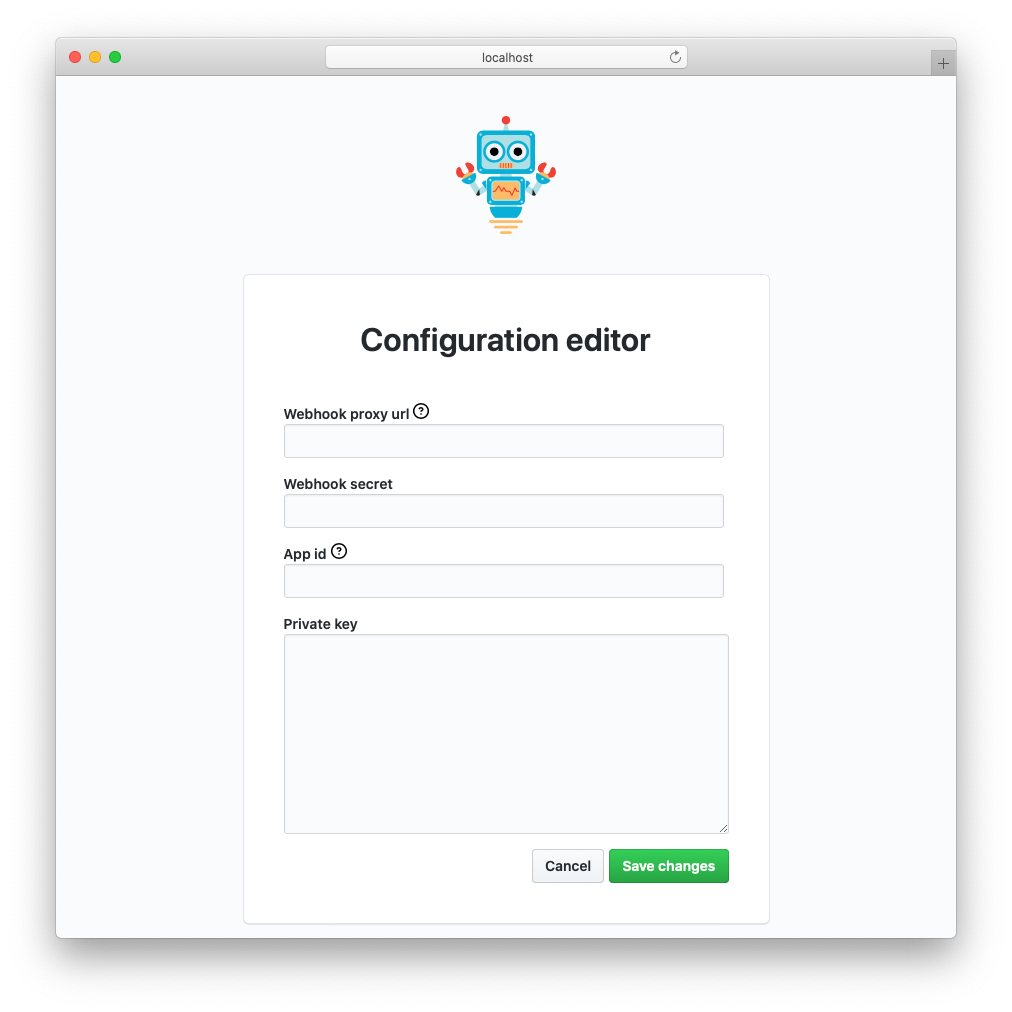 localhost
Configuration editor
Webhook proxy url ?
Webhook secret
App id ?
Private key
Cancel
Save changes